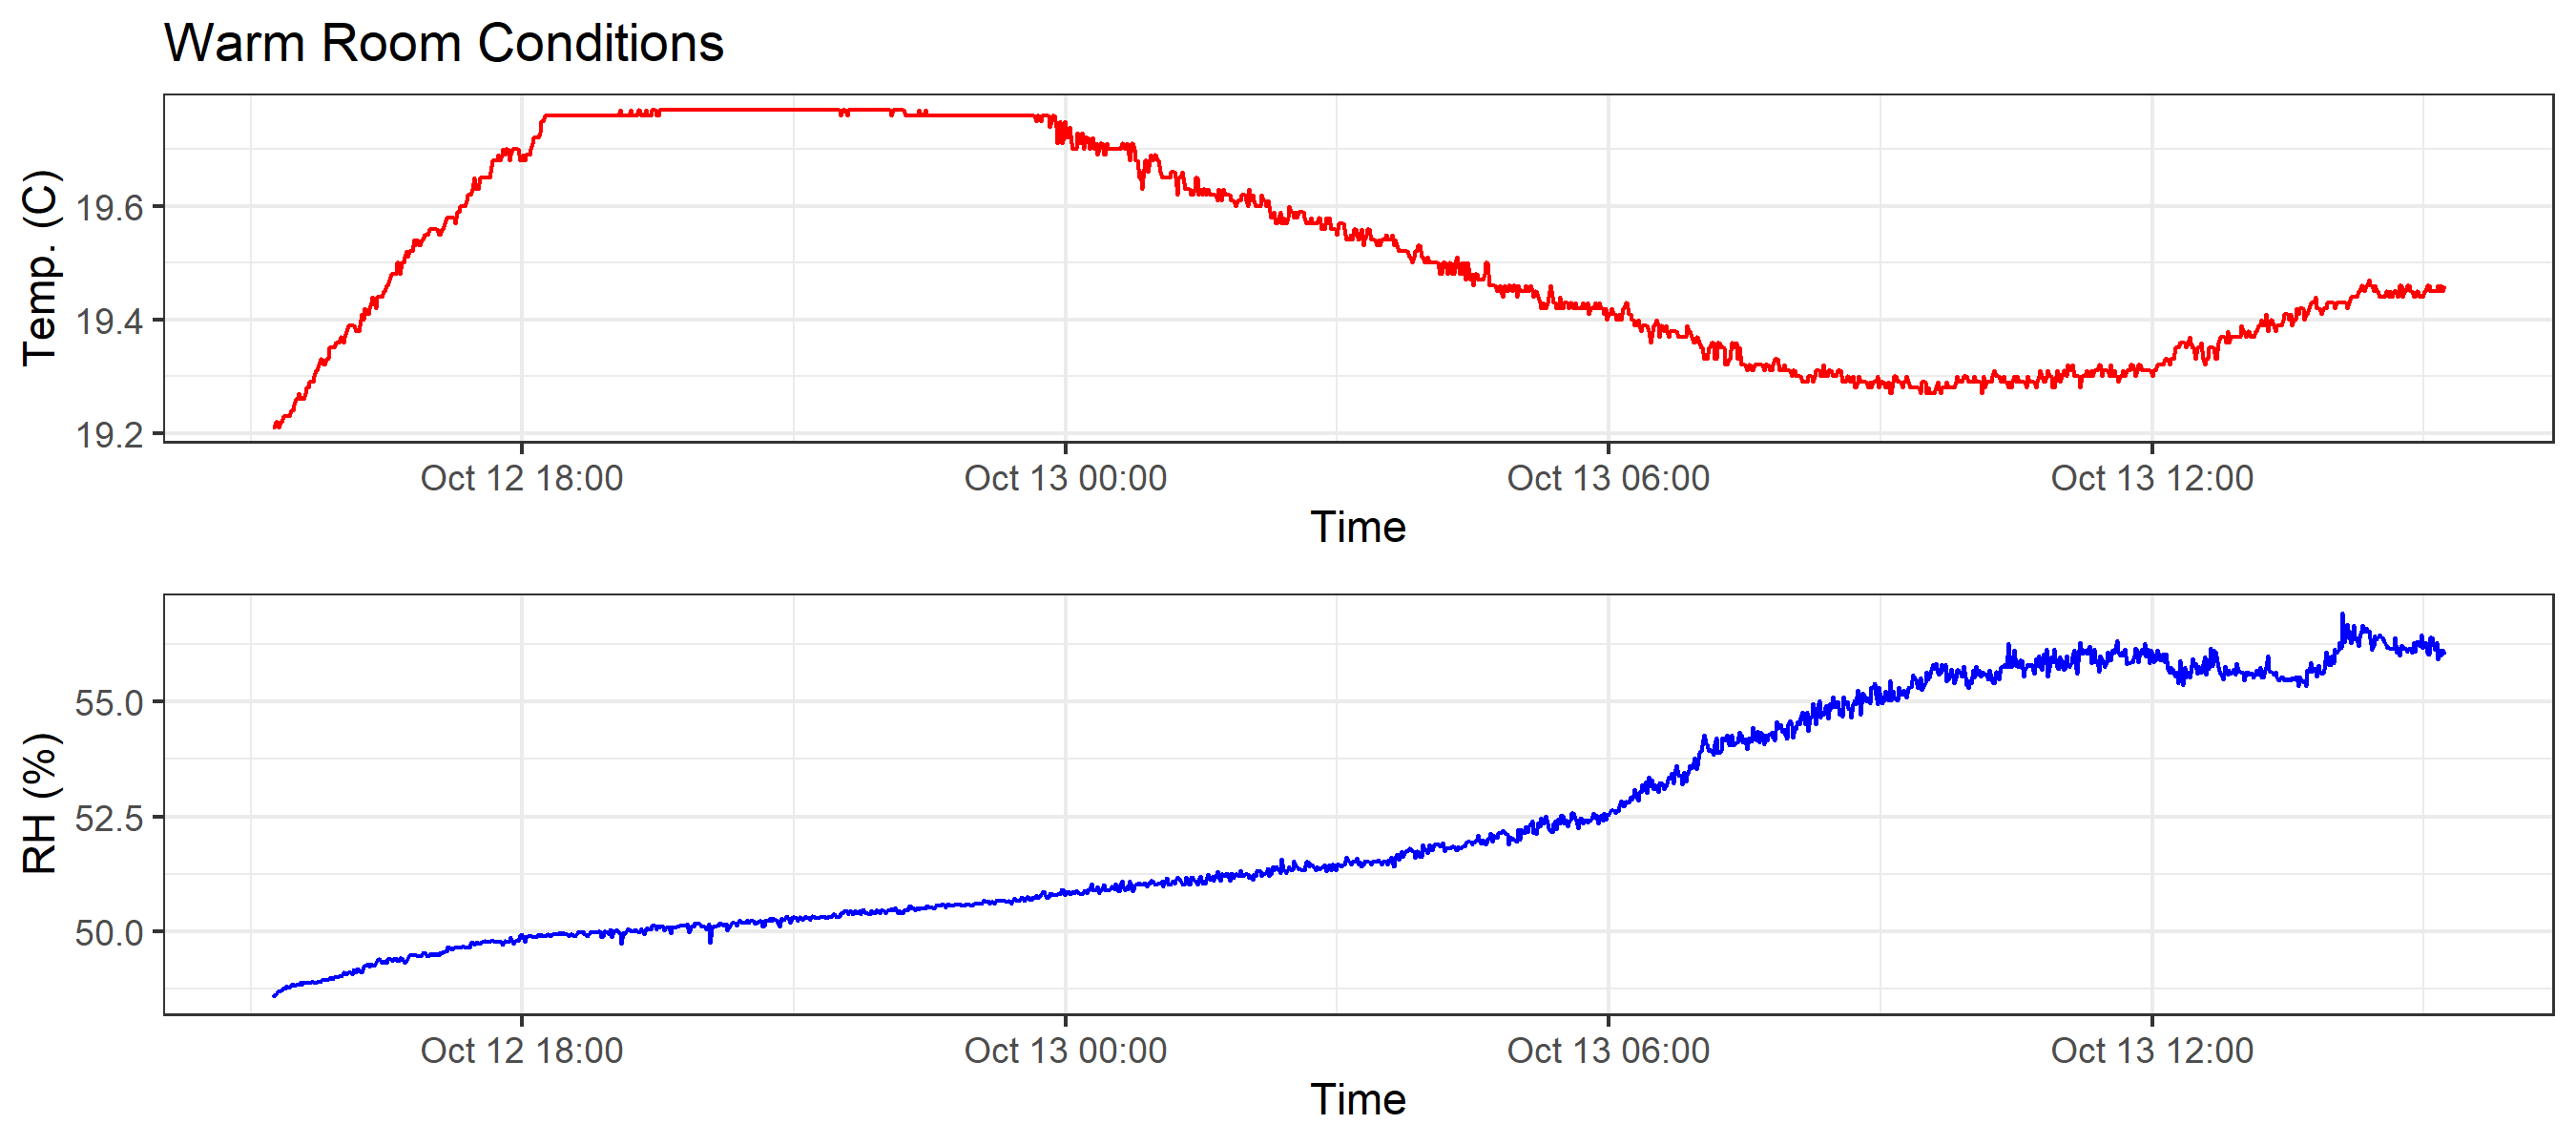 Warm Room Conditions
Temp. (C)
19.6
19.4
19.2
Oct 12 18:00 Oct 13 00:00 Oct 13 06:00 Oct 13 12:00
Time
RH (%)
55.0
52.5
50.0
Oct 12 18:00 Oct 13 00:00 Oct 13 06:00 Oct 13 12:00
Time